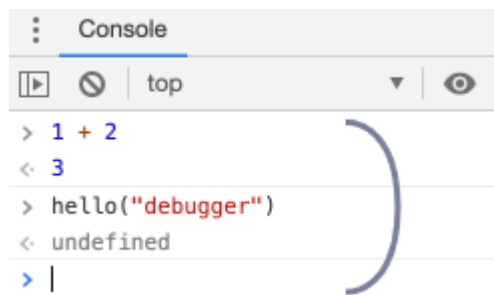 Console
top
> 1 + 2
<· 3
> hello("debugger")
<· undefined
>